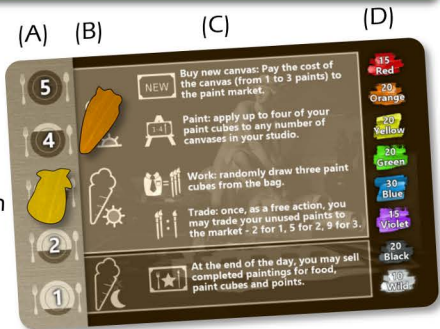 (A) (B) (C) (D)
5
4
2
1
NEW
Buy new canvas: Pay the cost of
the canvas (from 1 to 3 paints) to
the paint market.
1-4
Paint: apply up to four of your
paint cubes to any number of
canvases in your studio.
Work: randomly draw three paint
cubes from the bag.
Trade: once, as a free action, you
may trade your unused paints to
the market - 2 for 1, 5 for 2, 9 for 3.
At the end of the day, you may sell
completed paintings for food,
paint cubes and points.
15
Red
20
Orange
20
Yellow
20
Green
30
Blue
15
Violet
20
Black
10
Wild